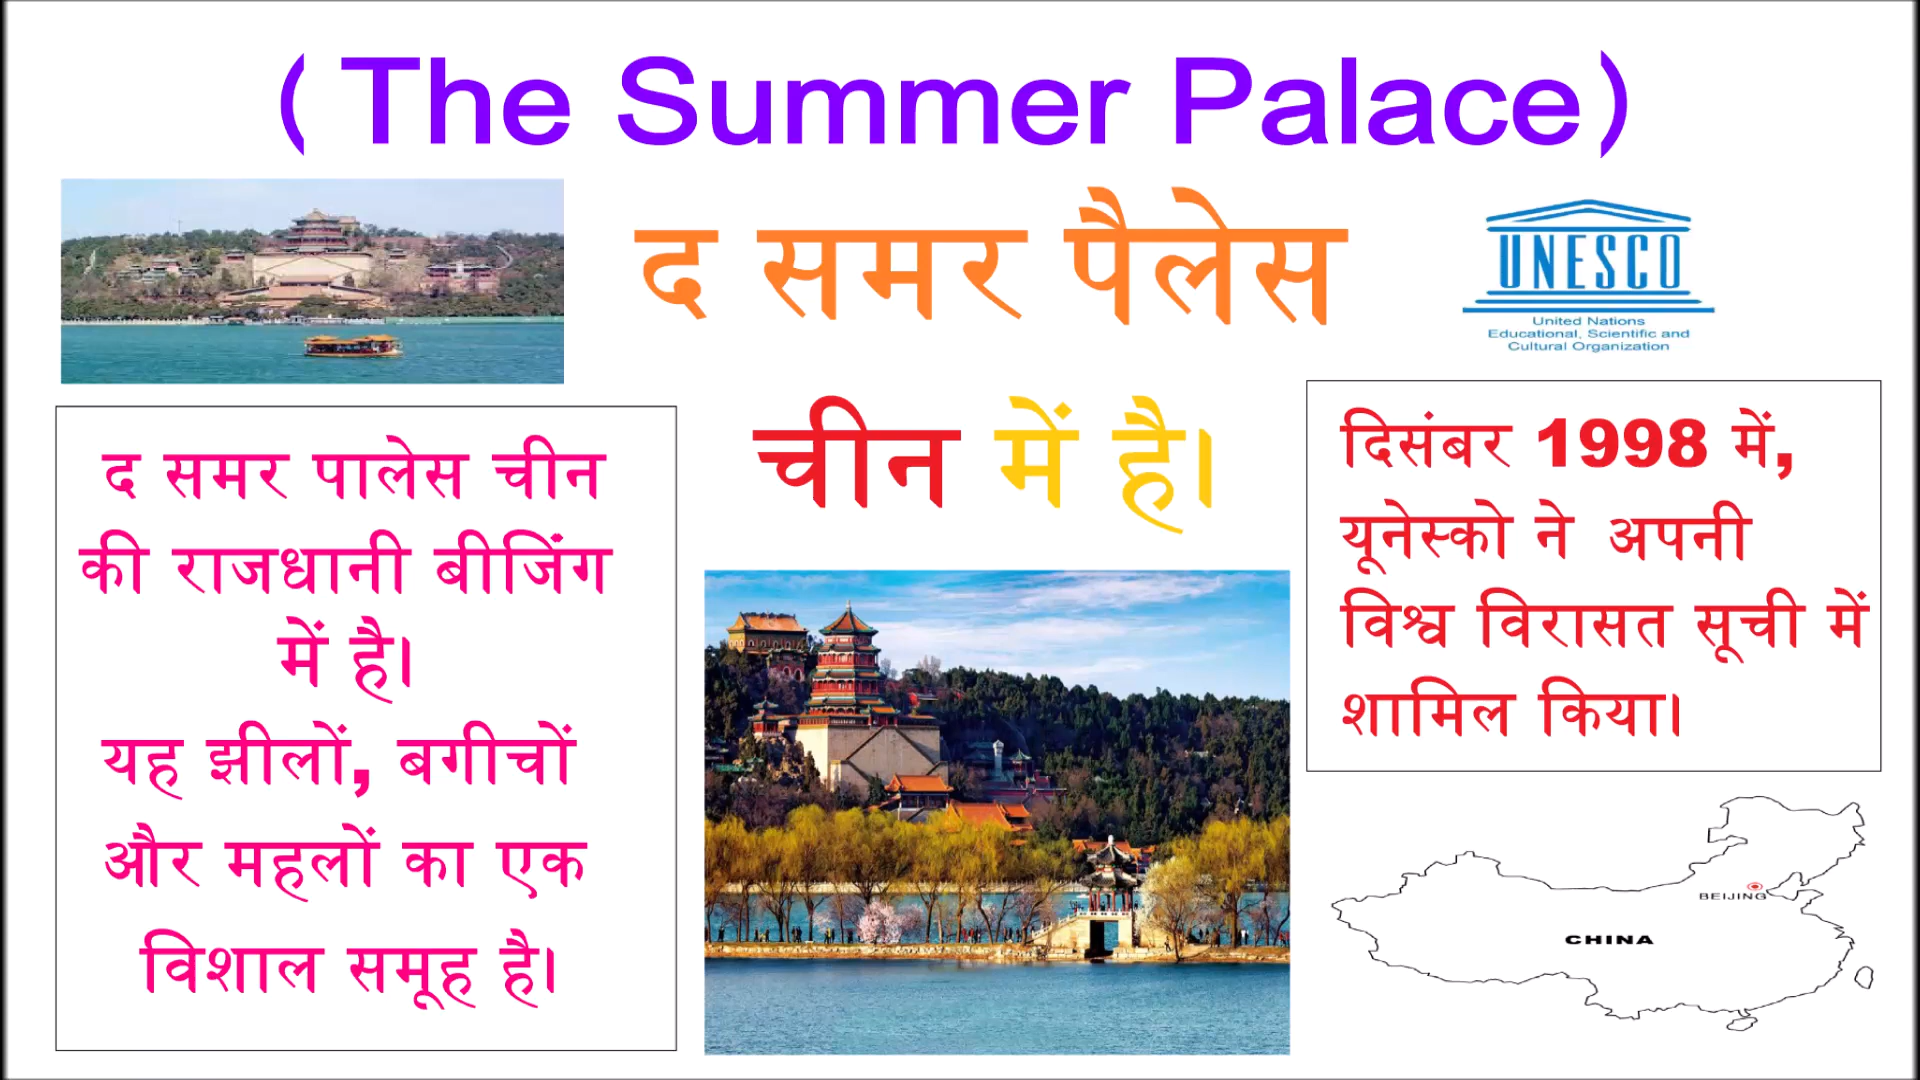 ( The Summer Palace)
द समर पैलेस
UNESCO
United Nations
Educational, Scientific and
Cultural Organization
चीन में है।
द समर पालेस चीन
की राजधानी बीजिंग
में है।
यह झीलों, बगीचों
और महलों का एक
विशाल समूह है।
दिसंबर 1998 में,
यूनेस्को ने अपनी
विश्व विरासत सूची में
शामिल किया।
BEIJING
CHINA